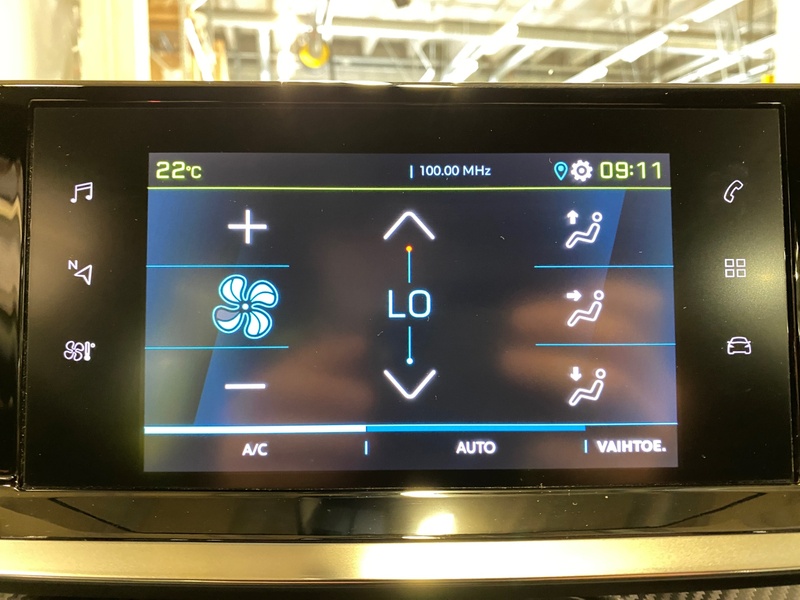 22°C
100.00 MHz
09:11
N
LO
A/C
AUTO
VAIHTOE.